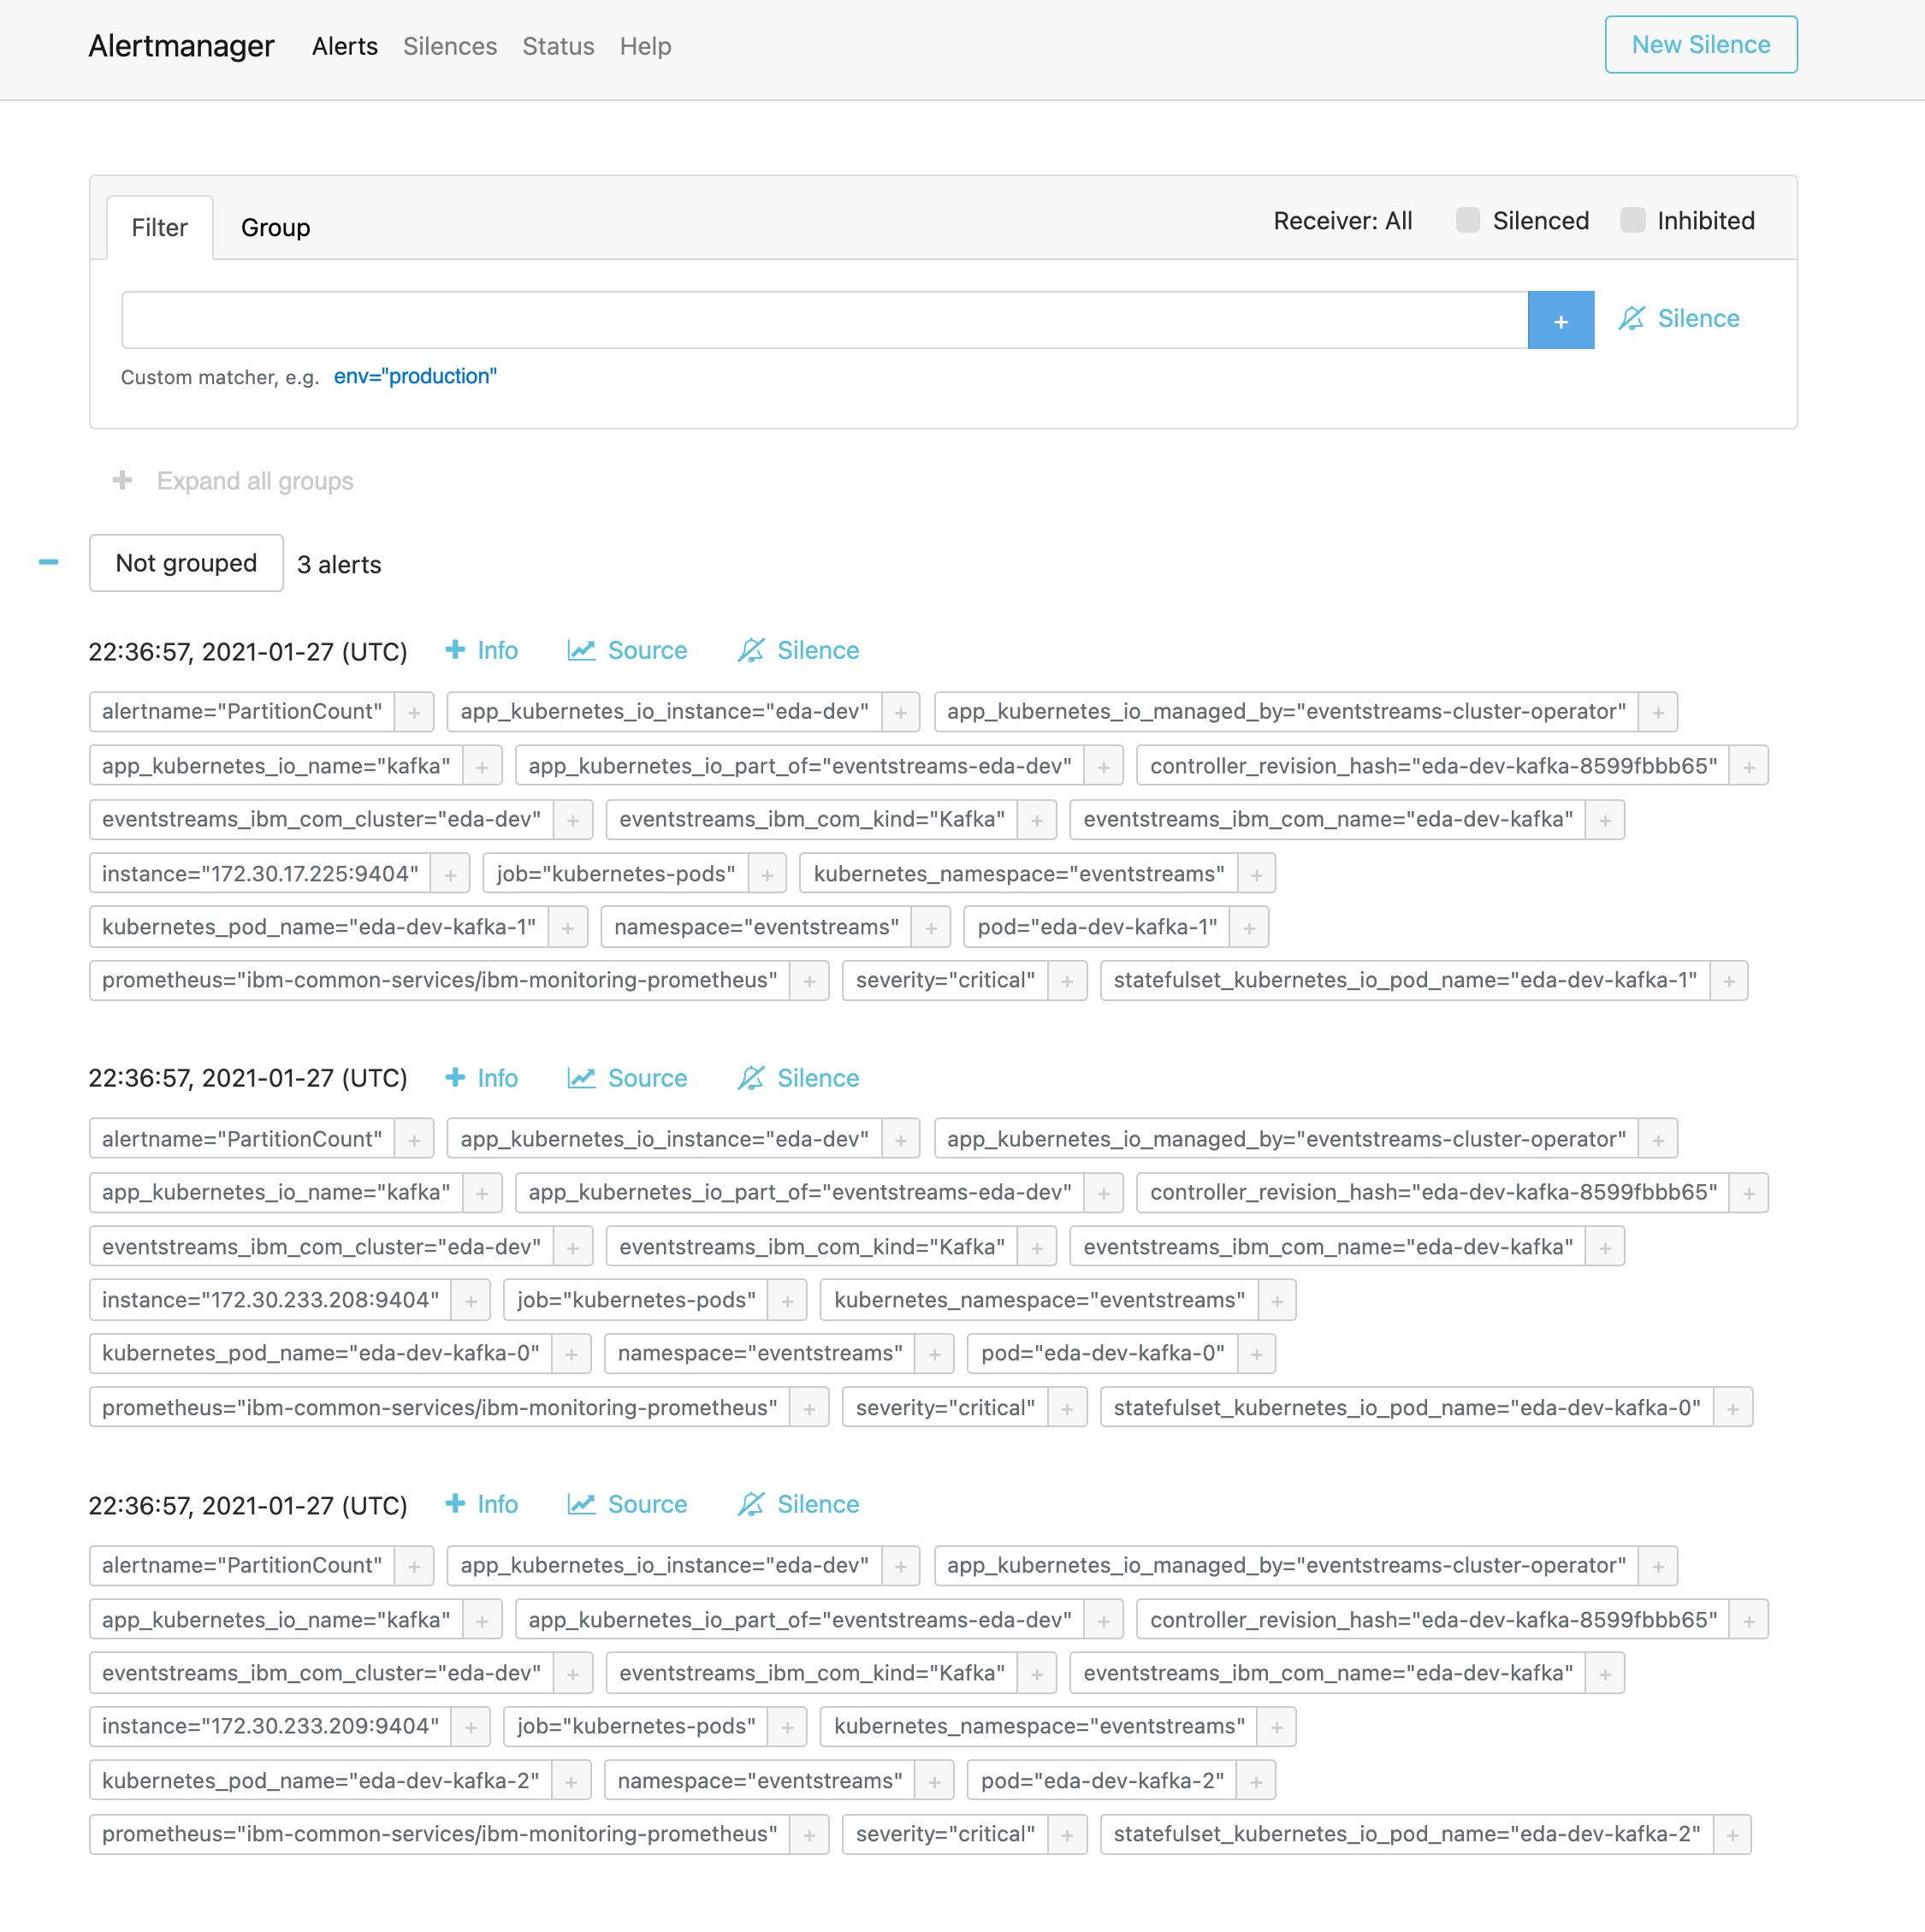 Alertmanager Alerts Silences Status Help New Silence
Filter Group Receiver: All Silenced Inhibited
+ Silence
Custom matcher, e.g. env="production"
+ Expand all groups
Not grouped 3 alerts
22:36:57, 2021-01-27 (UTC) + Info Source Silence
alertname="PartitionCount" + app_kubernetes_io_instance="eda-dev" + app_kubernetes_io_managed_by="eventstreams-cluster-operator" +
app_kubernetes_io_name="kafka" + app_kubernetes_io_part_of="eventstreams-eda-dev" + controller_revision_hash="eda-dev-kafka-8599fbbb65" +
eventstreams_ibm_com_cluster="eda-dev" + eventstreams_ibm_com_kind="Kafka" + eventstreams_ibm_com_name="eda-dev-kafka" +
instance="172.30.17.225:9404" + job="kubernetes-pods" + kubernetes_namespace="eventstreams" +
kubernetes_pod_name="eda-dev-kafka-1" + namespace="eventstreams" + pod="eda-dev-kafka-1" +
prometheus="ibm-common-services/ibm-monitoring-prometheus" + severity="critical" + statefulset_kubernetes_io_pod_name="eda-dev-kafka-1" +
22:36:57, 2021-01-27 (UTC) + Info Source Silence
alertname="PartitionCount" + app_kubernetes_io_instance="eda-dev" + app_kubernetes_io_managed_by="eventstreams-cluster-operator" +
app_kubernetes_io_name="kafka" + app_kubernetes_io_part_of="eventstreams-eda-dev" + controller_revision_hash="eda-dev-kafka-8599fbbb65" +
eventstreams_ibm_com_cluster="eda-dev" + eventstreams_ibm_com_kind="Kafka" + eventstreams_ibm_com_name="eda-dev-kafka" +
instance="172.30.233.208:9404" + job="kubernetes-pods" + kubernetes_namespace="eventstreams" +
kubernetes_pod_name="eda-dev-kafka-0" + namespace="eventstreams" + pod="eda-dev-kafka-0" +
prometheus="ibm-common-services/ibm-monitoring-prometheus" + severity="critical" + statefulset_kubernetes_io_pod_name="eda-dev-kafka-0" +
22:36:57, 2021-01-27 (UTC) + Info Source Silence
alertname="PartitionCount" + app_kubernetes_io_instance="eda-dev" + app_kubernetes_io_managed_by="eventstreams-cluster-operator" +
app_kubernetes_io_name="kafka" + app_kubernetes_io_part_of="eventstreams-eda-dev" + controller_revision_hash="eda-dev-kafka-8599fbbb65" +
eventstreams_ibm_com_cluster="eda-dev" + eventstreams_ibm_com_kind="Kafka" + eventstreams_ibm_com_name="eda-dev-kafka" +
instance="172.30.233.209:9404" + job="kubernetes-pods" + kubernetes_namespace="eventstreams" +
kubernetes_pod_name="eda-dev-kafka-2" + namespace="eventstreams" + pod="eda-dev-kafka-2" +
prometheus="ibm-common-services/ibm-monitoring-prometheus" + severity="critical" + statefulset_kubernetes_io_pod_name="eda-dev-kafka-2" +